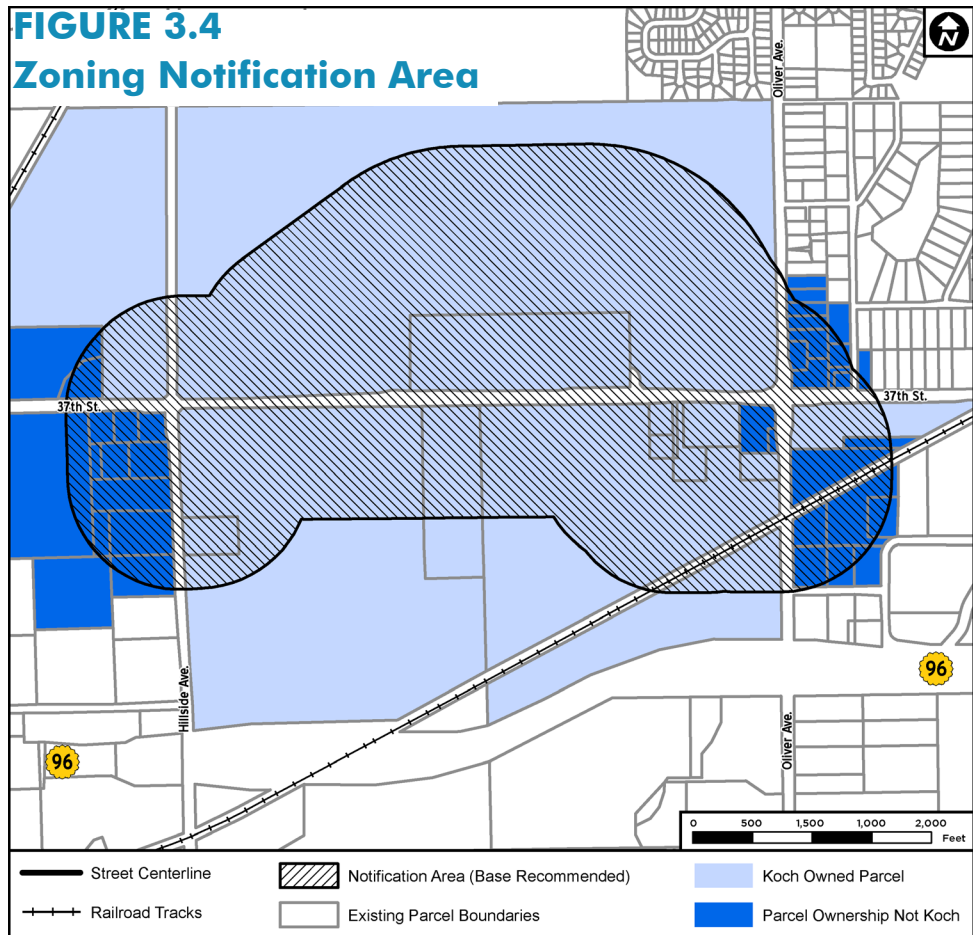 FIGURE 3.4
Zoning Notification Area
N
Oliver Ave.
37th St.
37th St.
Hillside Ave.
96
Oliver Ave.
96
0 500 1,500 1,000 2,000
Feet
Street Centerline
Notification Area (Base Recommended)
Koch Owned Parcel
Railroad Tracks
Existing Parcel Boundaries
Parcel Ownership Not Koch